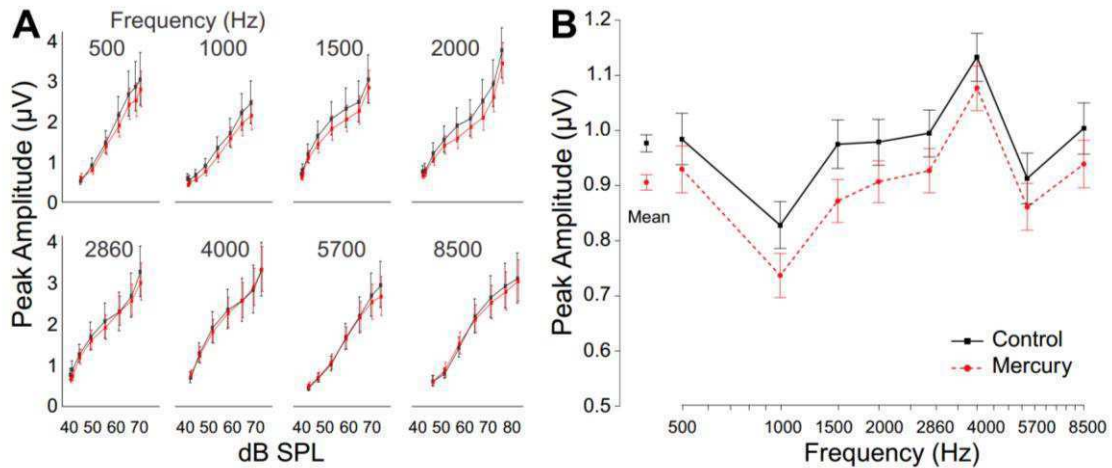 A
Frequency (Hz)
500 1000 1500 2000
Peak Amplitude (μV)
4
3
2
1
0
2860 4000 5700 8500
4
3
2
1
0
40 50 60 70 40 50 60 70 40 50 60 70 40 50 60 70 80
dB SPL
B
Peak Amplitude (μV)
1.2
1.1
1.0
0.9
0.8
0.7
0.6
0.5
Mean
Control
Mercury
500 1000 1500 2000 2860 4000 5700 8500
Frequency (Hz)